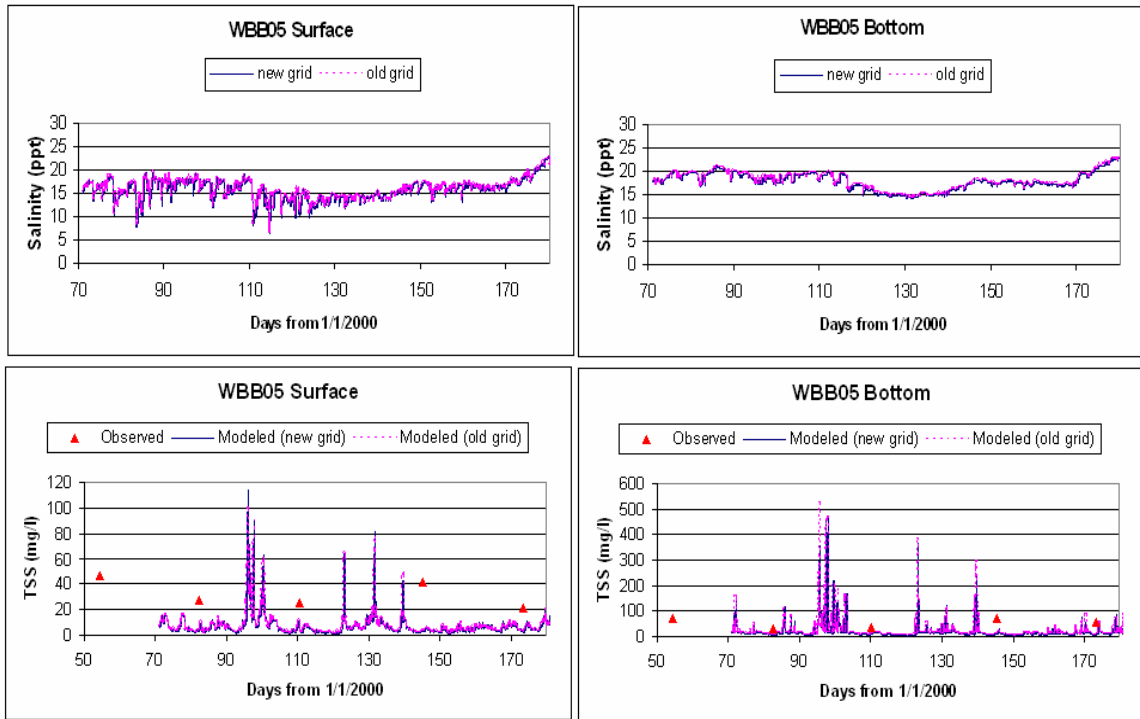 WBB05 Surface
new grid old grid
Salinity (ppt)
30
25
20
15
10
5
0
70 90 110 130 150 170
Days from 1/1/2000
WBB05 Bottom
new grid old grid
Salinity (ppt)
30
25
20
15
10
5
0
70 90 110 130 150 170
Days from 1/1/2000
WBB05 Surface
Observed Modeled (new grid) Modeled (old grid)
TSS (mg/l)
120
100
80
60
40
20
0
50 70 90 110 130 150 170
Days from 1/1/2000
WBB05 Bottom
Observed Modeled (new grid) Modeled (old grid)
TSS (mg/l)
600
500
400
300
200
100
0
50 70 90 110 130 150 170
Days from 1/1/2000